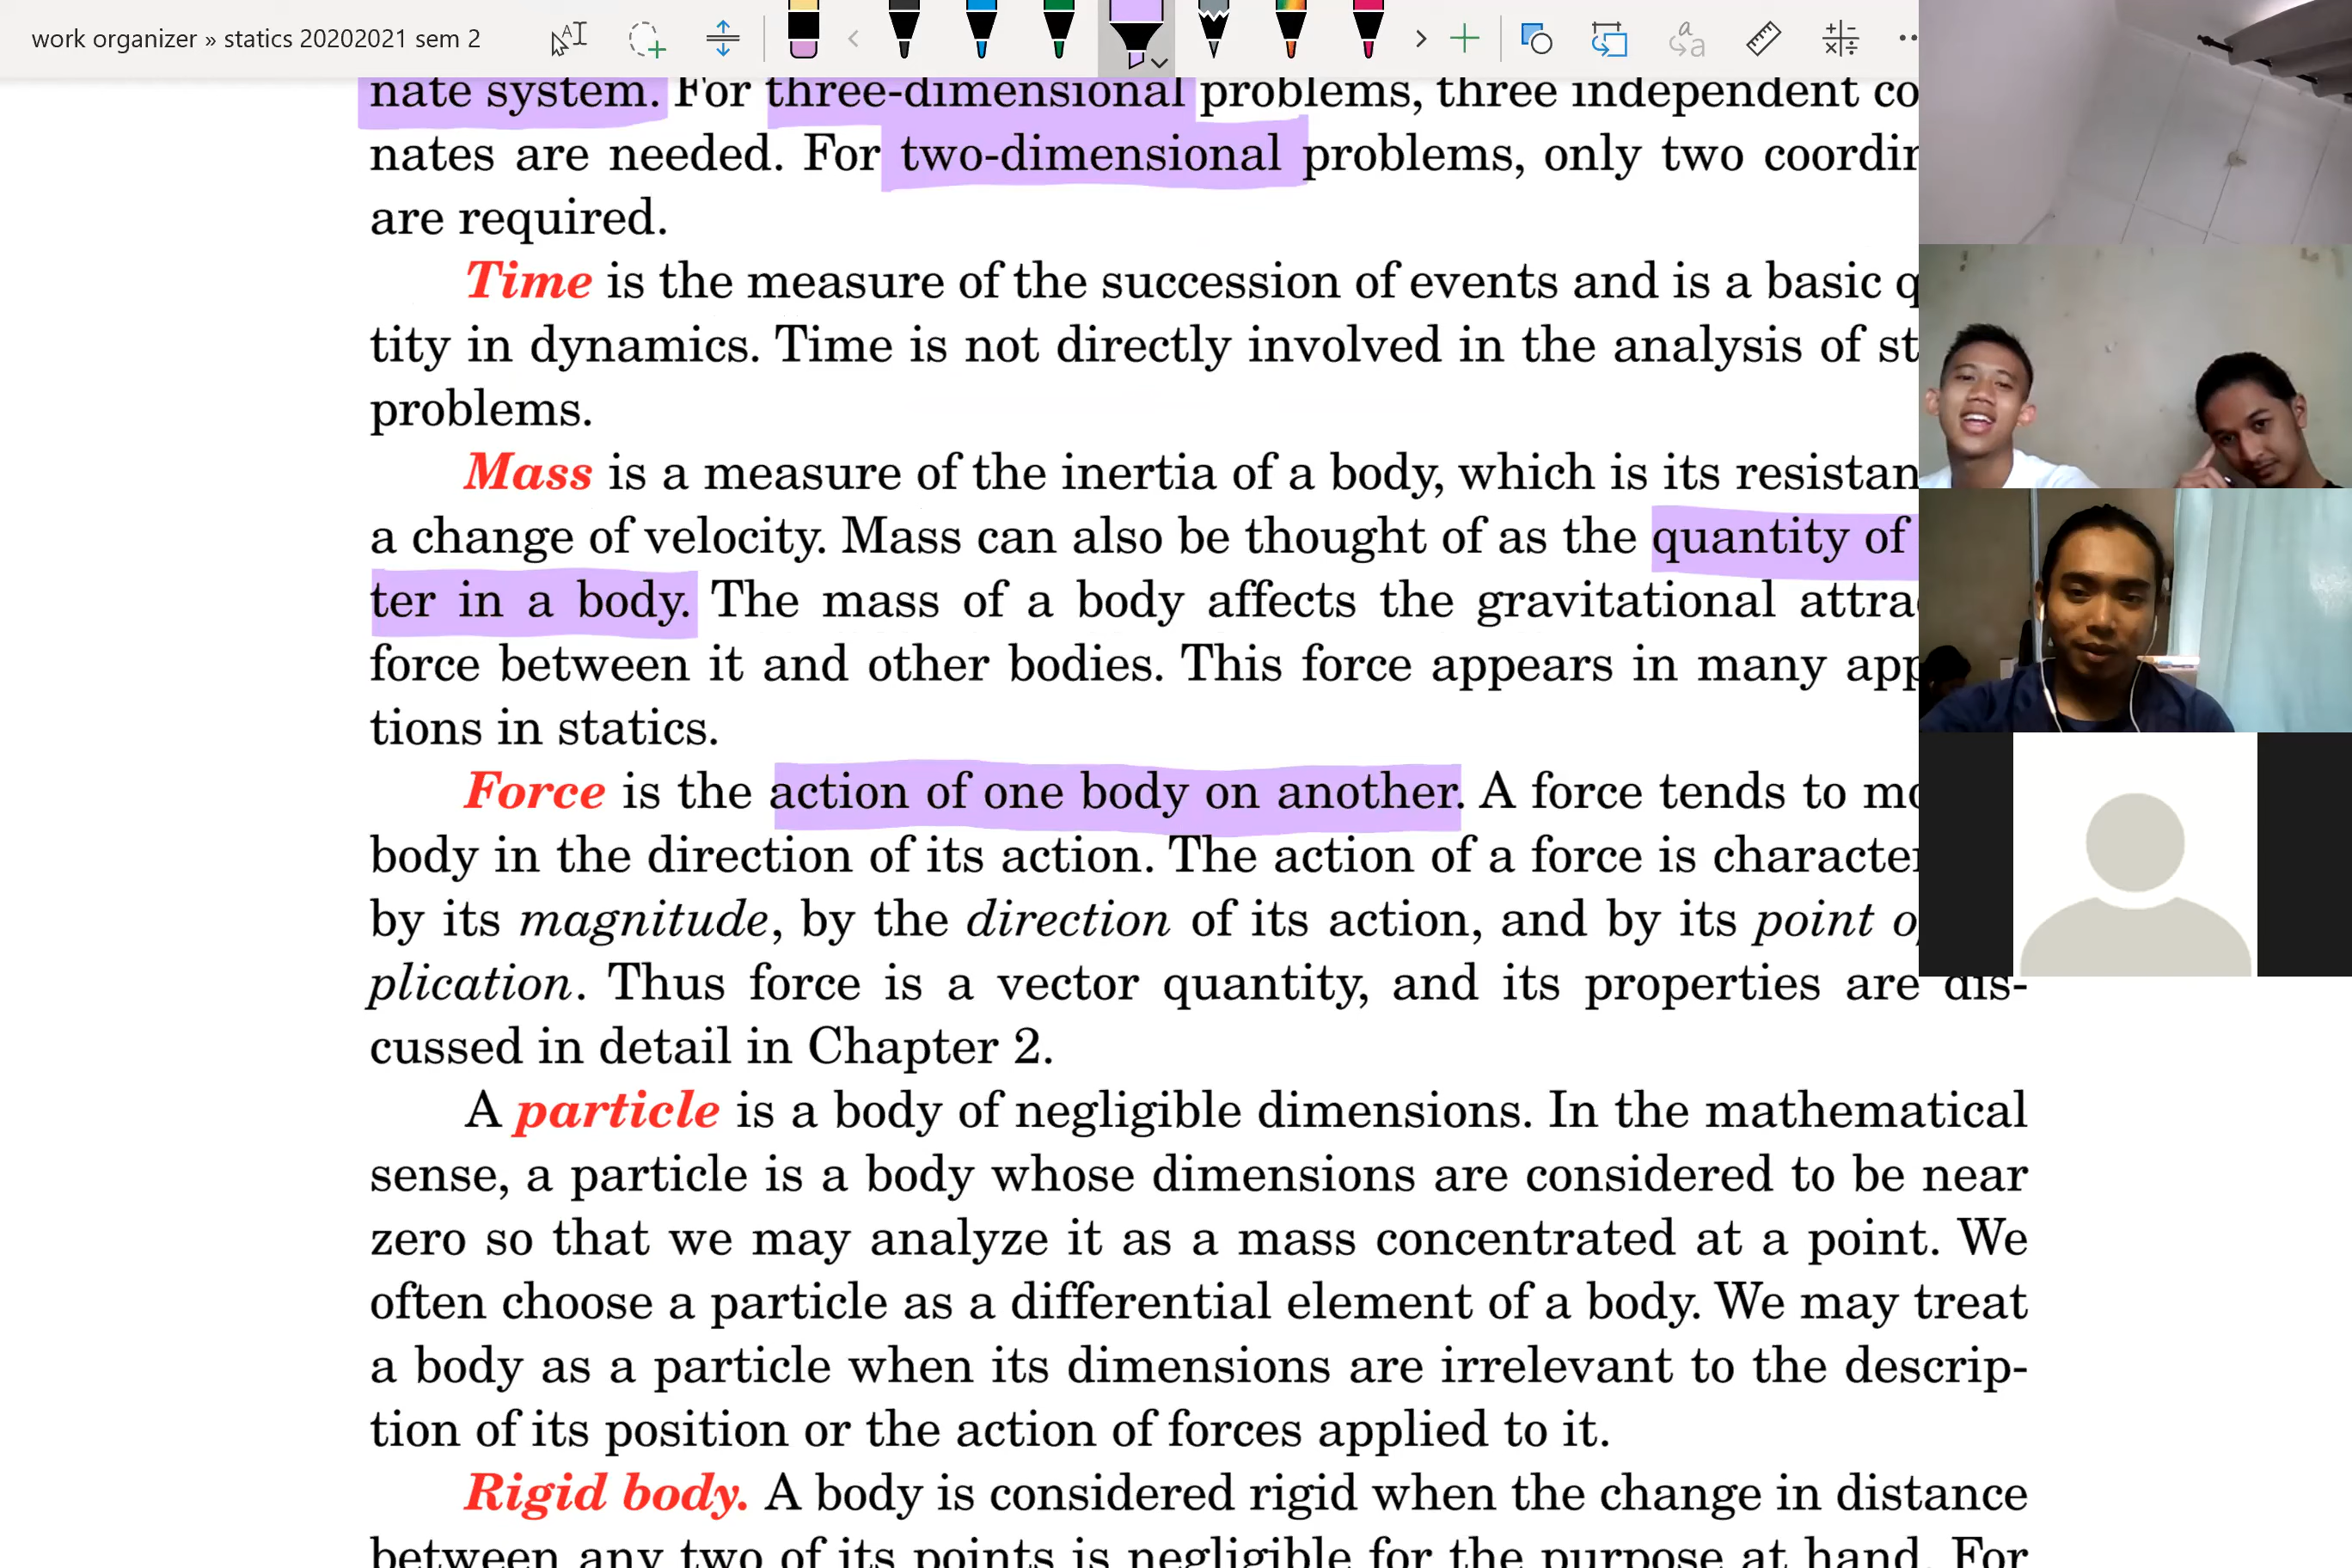 work organizer » statics 20202021 sem 2
nate system. For three-dimensional problems, three independent co
nates are needed. For two-dimensional problems, only two coordin
are required.
Time is the measure of the succession of events and is a basic q
tity in dynamics. Time is not directly involved in the analysis of st
problems.
Mass is a measure of the inertia of a body, which is its resistan
a change of velocity. Mass can also be thought of as the quantity of
ter in a body. The mass of a body affects the gravitational attrac
force between it and other bodies. This force appears in many app
tions in statics.
Force is the action of one body on another. A force tends to mo
body in the direction of its action. The action of a force is character
by its magnitude, by the direction of its action, and by its point o
plication. Thus force is a vector quantity, and its properties are dis-
cussed in detail in Chapter 2.
A particle is a body of negligible dimensions. In the mathematical
sense, a particle is a body whose dimensions are considered to be near
zero so that we may analyze it as a mass concentrated at a point. We
often choose a particle as a differential element of a body. We may treat
a body as a particle when its dimensions are irrelevant to the descrip-
tion of its position or the action of forces applied to it.
Rigid body. A body is considered rigid when the change in distance
between any two of its points is negligible for the purpose at hand. For